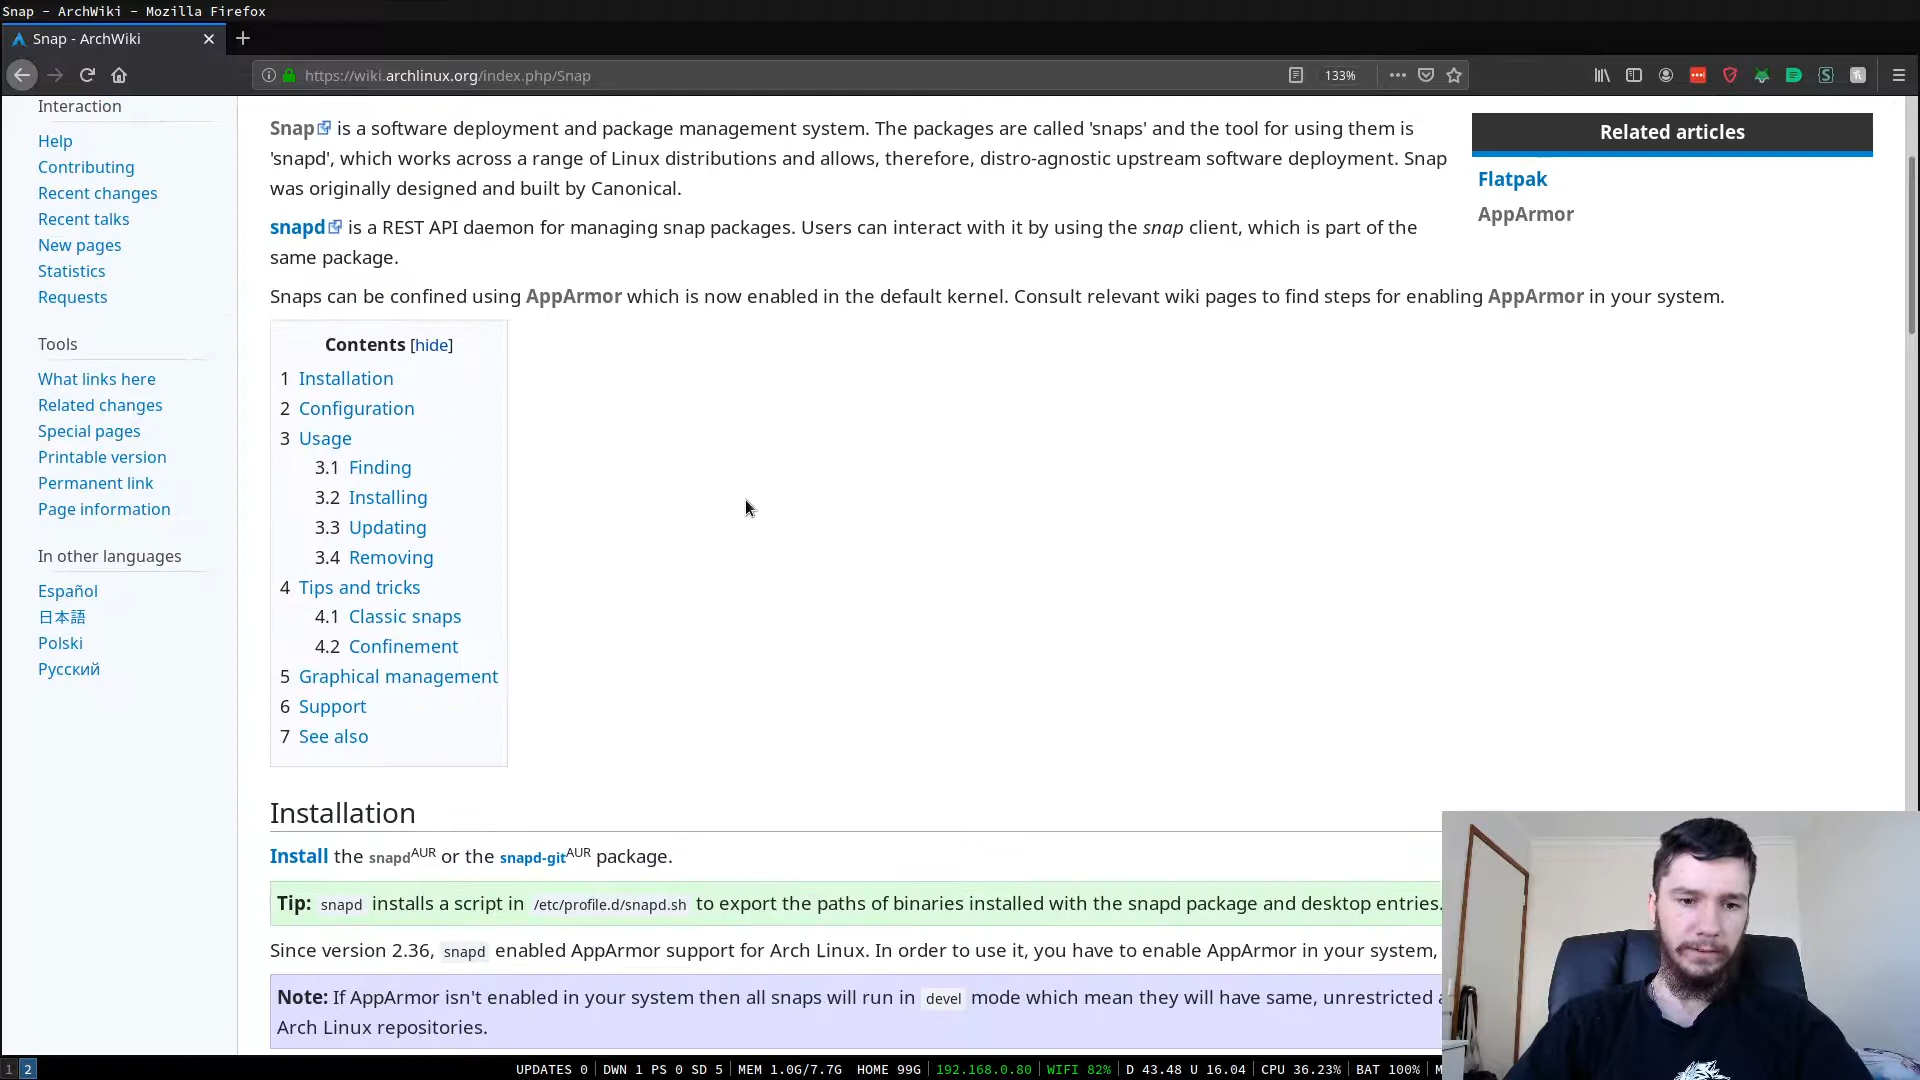 Snap - ArchWiki - Mozilla Firefox
Snap - ArchWiki
https://wiki.archlinux.org/index.php/Snap
133%
Interaction
Help
Contributing
Recent changes
Recent talks
New pages
Statistics
Requests
Tools
What links here
Related changes
Special pages
Printable version
Permanent link
Page information
In other languages
Español
日本語
Polski
Русский
Snap is a software deployment and package management system. The packages are called 'snaps' and the tool for using them is
'snapd', which works across a range of Linux distributions and allows, therefore, distro-agnostic upstream software deployment. Snap
was originally designed and built by Canonical.
snapd is a REST API daemon for managing snap packages. Users can interact with it by using the snap client, which is part of the
same package.
Snaps can be confined using AppArmor which is now enabled in the default kernel. Consult relevant wiki pages to find steps for enabling AppArmor in your system.
Related articles
Flatpak
AppArmor
Contents [hide]
1 Installation
2 Configuration
3 Usage
3.1 Finding
3.2 Installing
3.3 Updating
3.4 Removing
4 Tips and tricks
4.1 Classic snaps
4.2 Confinement
5 Graphical management
6 Support
7 See also
Installation
Install the snapdAUR or the snapd-gitAUR package.
Tip: snapd installs a script in /etc/profile.d/snapd.sh to export the paths of binaries installed with the snapd package and desktop entries.
Since version 2.36, snapd enabled AppArmor support for Arch Linux. In order to use it, you have to enable AppArmor in your system,
Note: If AppArmor isn't enabled in your system then all snaps will run in devel mode which mean they will have same, unrestricted
Arch Linux repositories.
1 2
UPDATES 0 | DWN 1 PS 0 SD 5 | MEM 1.0G/7.7G HOME 99G | 192.168.0.80 | WIFI 82% | D 43.48 U 16.04 | CPU 36.23% | BAT 100% |